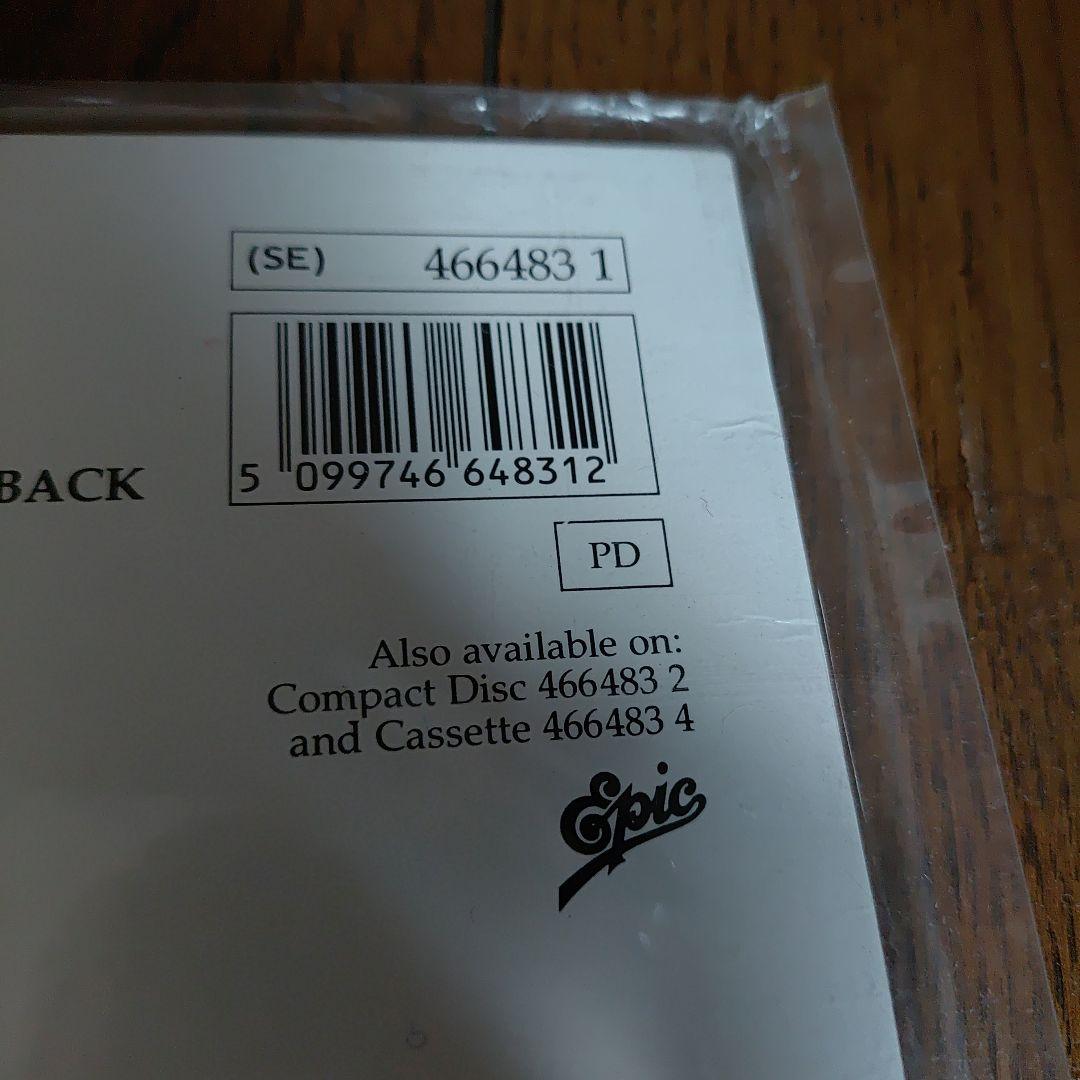 (SE) 466483 1
5 099746 648312
BACK
PD
Also available on:
Compact Disc 466483 2
and Cassette 466483 4
Epic